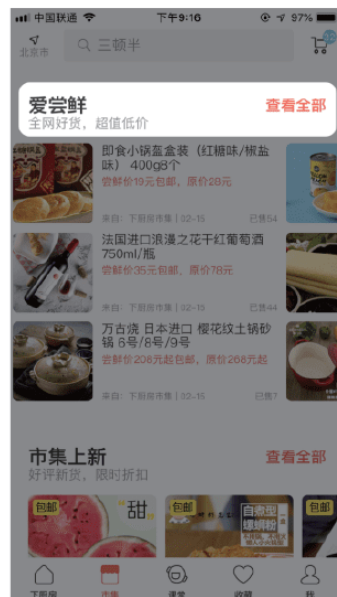 中国联通
下午9:16
97%
北京市
三顿半
爱尝鲜
查看全部
全网好货，超值低价
即食小锅盔盒装（红糖味/椒盐
味） 400g8个
尝鲜价19元包邮，原价28元
来自：下厨房市集 | 02-15
已售54
法国进口浪漫之花干红葡萄酒
750ml/瓶
尝鲜价35元包邮，原价78元
来自：下厨房市集 | 02-15
已售44
万古烧 日本进口 樱花纹土锅砂
锅 6号/8号/9号
尝鲜价208元起包邮，原价268元起
来自：下厨房市集 | 02-15
已售7
市集上新
查看全部
好评新货，限时折扣
包邮
甜
包邮
自煮型
螺蛳粉
包邮
下厨房
市集
课堂
收藏
我